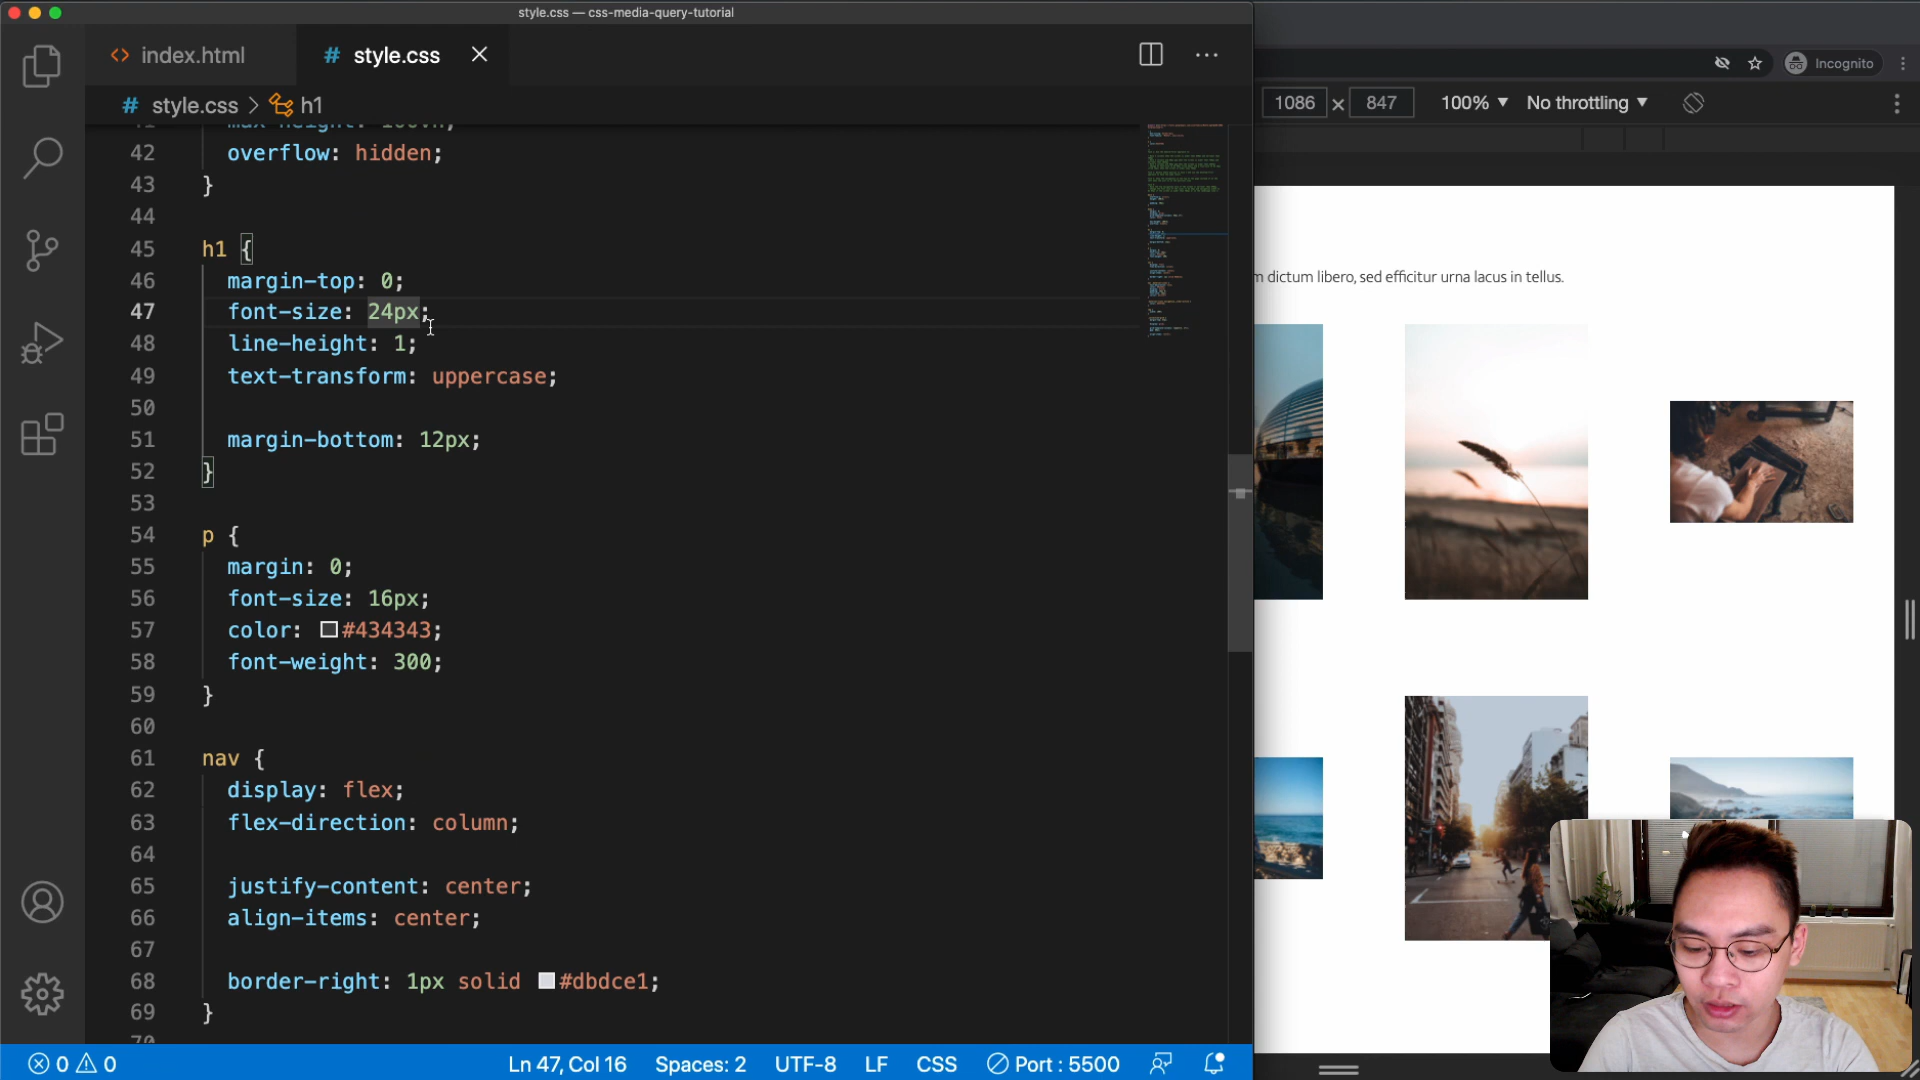 style.css — css-media-query-tutorial
index.html
style.css
style.css > h1
Incognito
1086 x 847
100%
No throttling
42 overflow: hidden;
43 }
44
45 h1 {
46 margin-top: 0;
47 font-size: 24px;
48 line-height: 1;
49 text-transform: uppercase;
50
51 margin-bottom: 12px;
52 }
53
54 p {
55 margin: 0;
56 font-size: 16px;
57 color: #434343;
58 font-weight: 300;
59 }
60
61 nav {
62 display: flex;
63 flex-direction: column;
64
65 justify-content: center;
66 align-items: center;
67
68 border-right: 1px solid #dbdce1;
69 }
m dictum libero, sed efficitur urna lacus in tellus.
0 0
Ln 47, Col 16
Spaces: 2
UTF-8
LF
CSS
Port : 5500